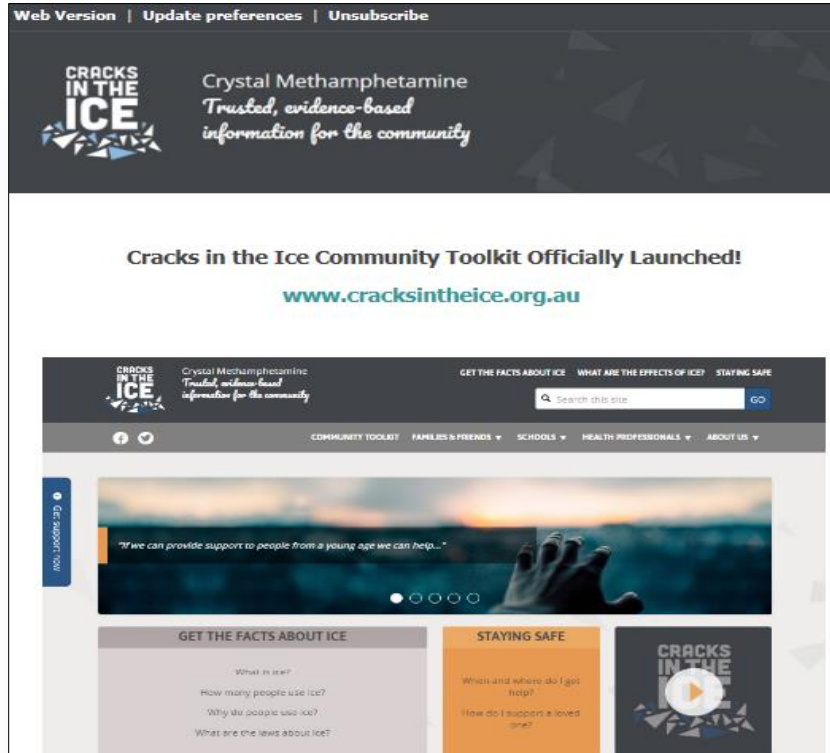 Web Version | Update preferences | Unsubscribe
CRACKS
IN THE
ICE
Crystal Methamphetamine
Trusted, evidence-based
information for the community
Cracks in the Ice Community Toolkit Officially Launched!
www.cracksintheice.org.au
CRACKS
IN THE
ICE
Crystal Methamphetamine
Trusted, evidence-based
information for the community
GET THE FACTS ABOUT ICE WHAT ARE THE EFFECTS OF ICE? STAYING SAFE
Search this site GO
COMMUNITY TOOLKIT FAMILIES & FRIENDS SCHOOLS HEALTH PROFESSIONALS ABOUT US
Get support now
"If we can provide support to people from a young age we can help..."
GET THE FACTS ABOUT ICE
What is ice?
How many people use ice?
Why do people use ice?
What are the laws about ice?
STAYING SAFE
When and where do I get
help?
How do I support a loved
one?
CRACKS
IN THE
ICE